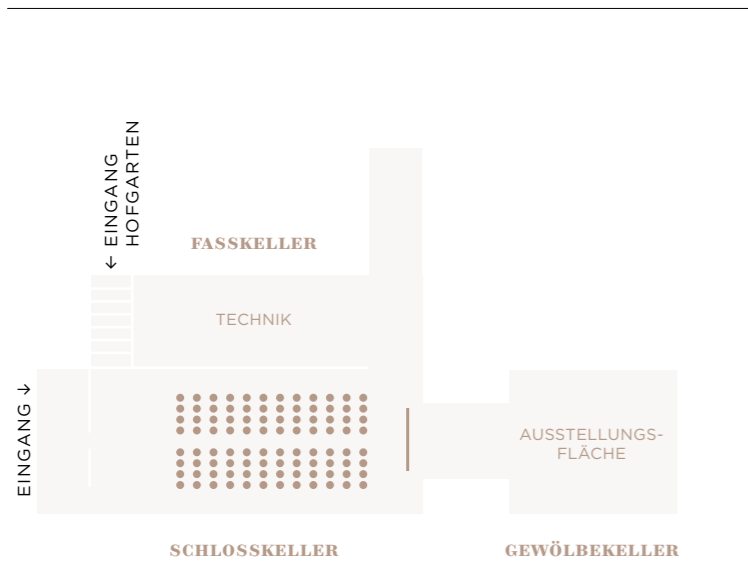 ← EINGANG
HOFGARTEN
FASSKELLER
TECHNIK
EINGANG →
AUSSTELLUNGS-
FLÄCHE
SCHLOSSKELLER
GEWÖLBEKELLER